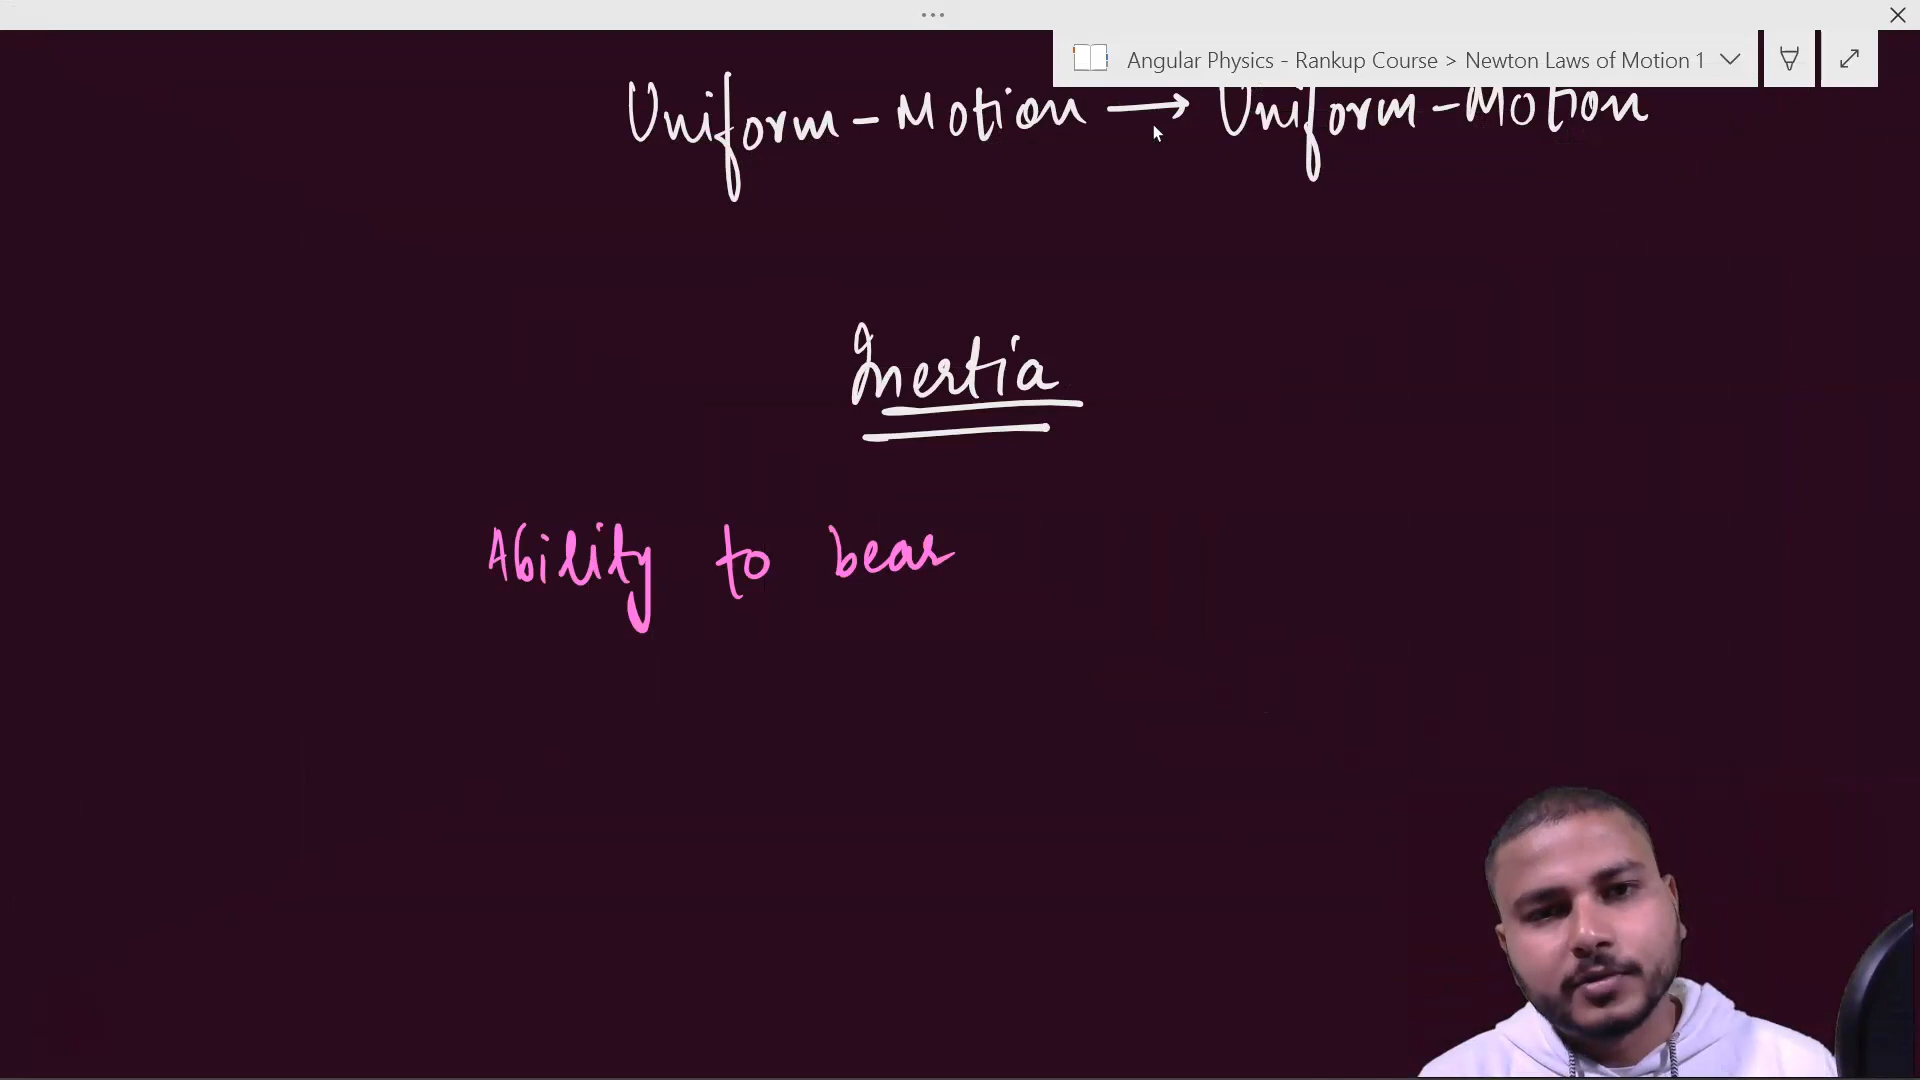 Angular Physics - Rankup Course > Newton Laws of Motion 1
Uniform - Motion → Uniform - Motion
Inertia
Ability to bear